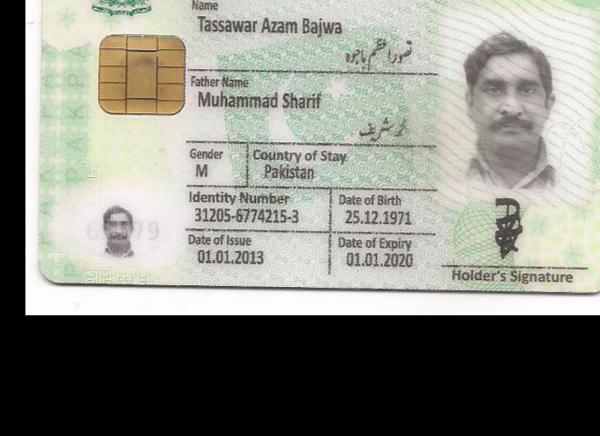 Name
Tassawar Azam Bajwa
تصور اعظم باجوہ
Father Name
Muhammad Sharif
محمد شریف
Gender
M
Country of Stay
Pakistan
Identity Number
31205-6774215-3
Date of Birth
25.12.1971
Date of Issue
01.01.2013
Date of Expiry
01.01.2020
Holder's Signature